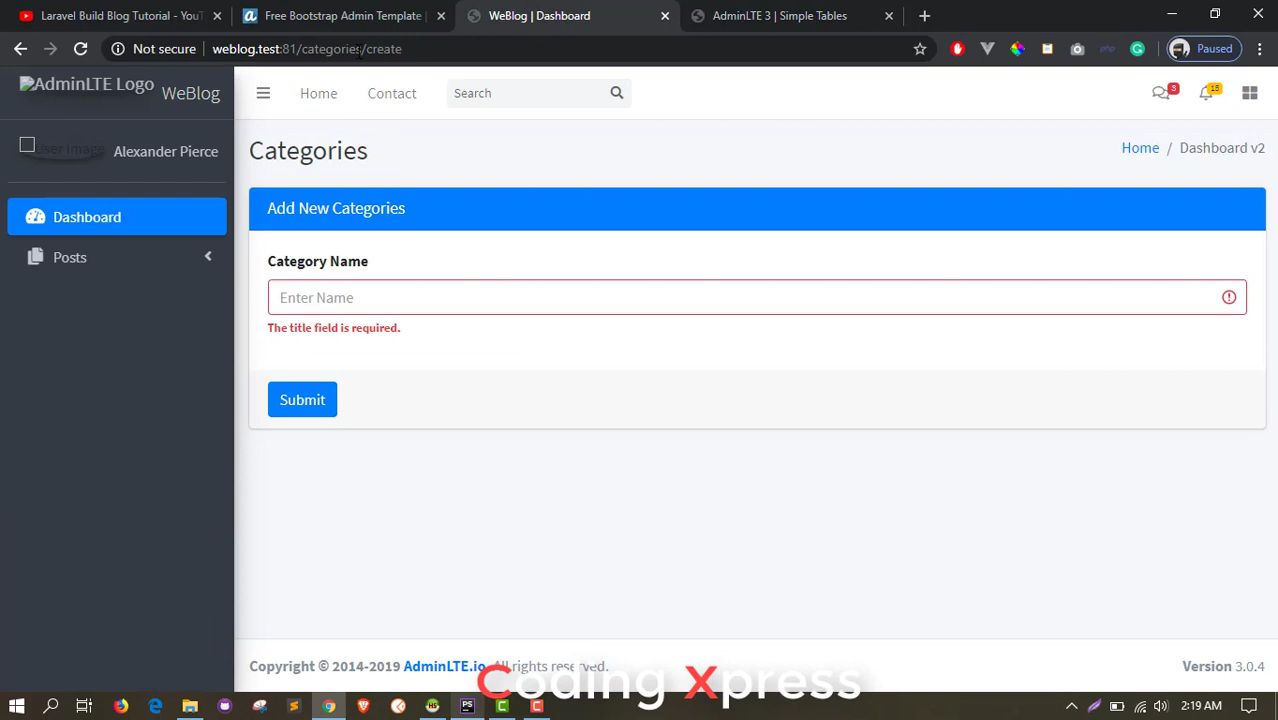 Laravel Build Blog Tutorial - YouT
Free Bootstrap Admin Template |
WeBlog | Dashboard
AdminLTE 3 | Simple Tables
Not secure
weblog.test:81/categories/create
Paused
AdminLTE Logo
WeBlog
Home
Contact
Search
3
15
User Image
Alexander Pierce
Categories
Home / Dashboard v2
Dashboard
Posts
Add New Categories
Category Name
Enter Name
The title field is required.
Submit
Copyright © 2014-2019 AdminLTE.io. All rights reserved.
Version 3.0.4
Coding Xpress
2:19 AM